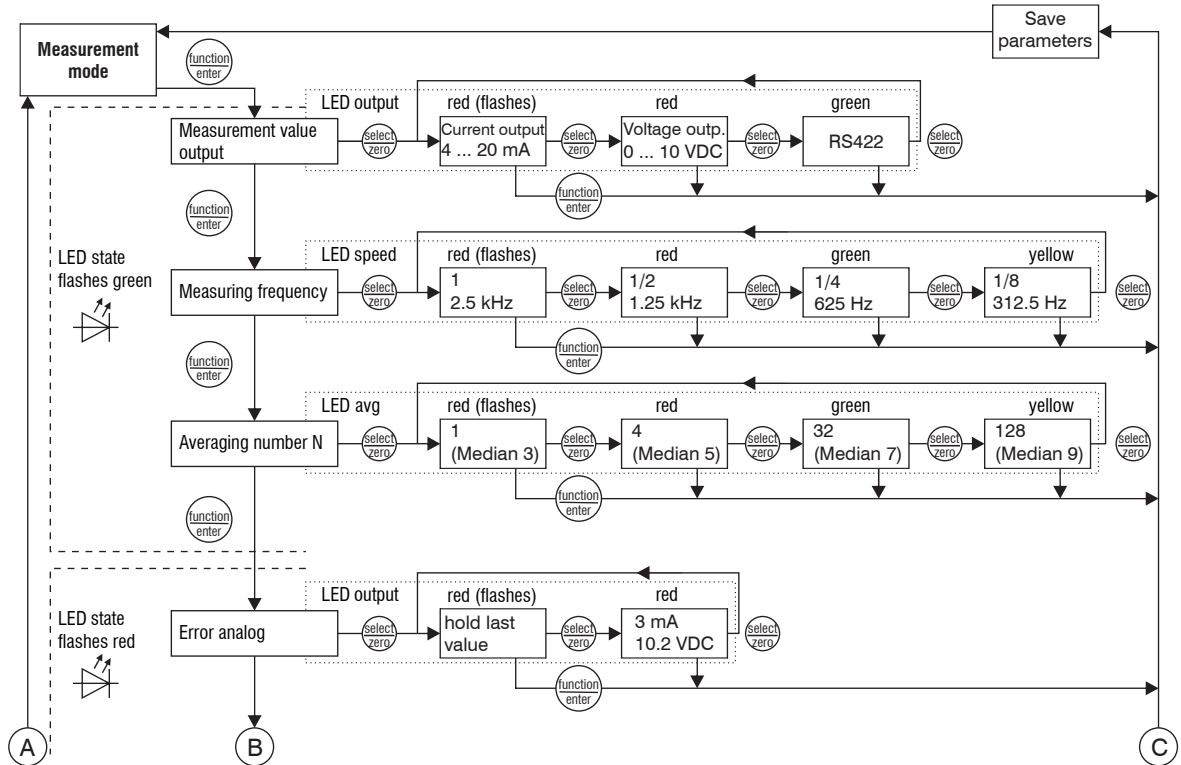 Save
parameters
Measurement
mode
function
enter
LED output
red (flashes)
red
green
Measurement value
output
select
zero
Current output
4 ... 20 mA
select
zero
Voltage outp.
0 ... 10 VDC
select
zero
RS422
select
zero
function
enter
function
enter
LED state
flashes green
LED speed
red (flashes)
red
green
yellow
Measuring frequency
select
zero
1
2.5 kHz
select
zero
1/2
1.25 kHz
select
zero
1/4
625 Hz
select
zero
1/8
312.5 Hz
select
zero
function
enter
function
enter
LED avg
red (flashes)
red
green
yellow
Averaging number N
select
zero
1
(Median 3)
select
zero
4
(Median 5)
select
zero
32
(Median 7)
select
zero
128
(Median 9)
select
zero
function
enter
function
enter
LED state
flashes red
LED output
red (flashes)
red
Error analog
select
zero
hold last
value
select
zero
3 mA
10.2 VDC
select
zero
function
enter
A
B
C